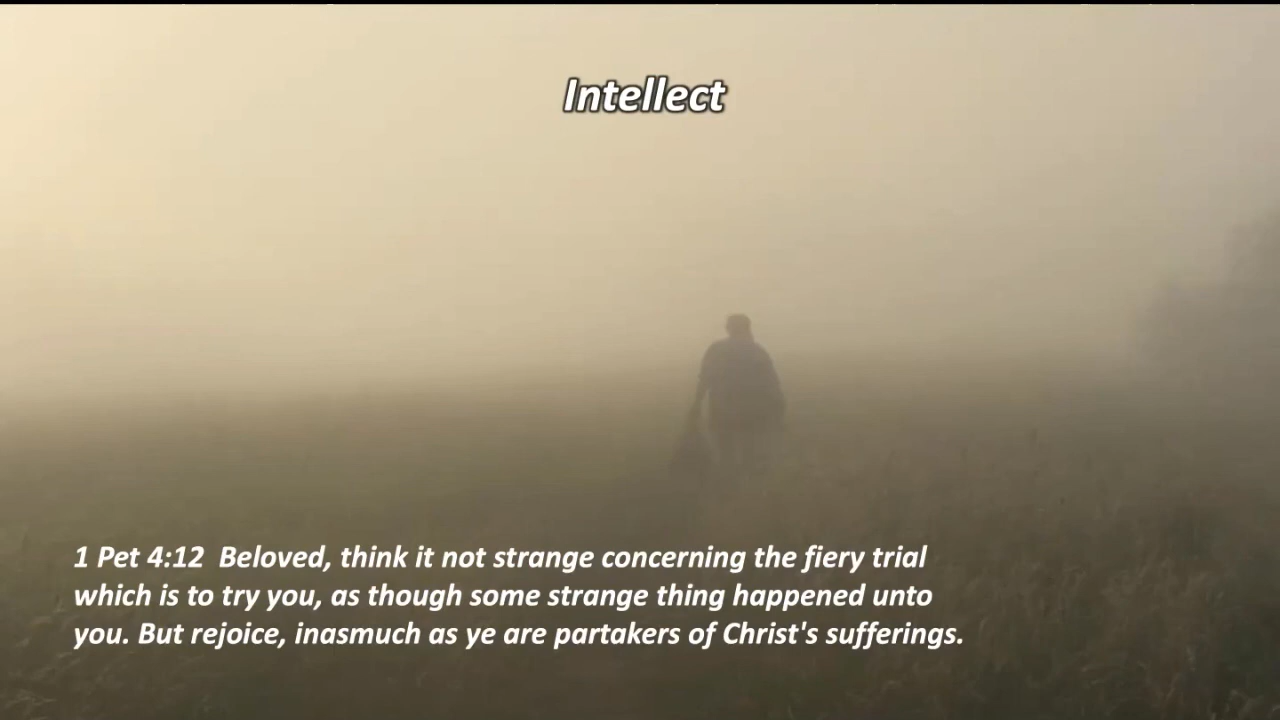 Intellect
1 Pet 4:12  Beloved, think it not strange concerning the fiery trial
which is to try you, as though some strange thing happened unto
you. But rejoice, inasmuch as ye are partakers of Christ's sufferings.